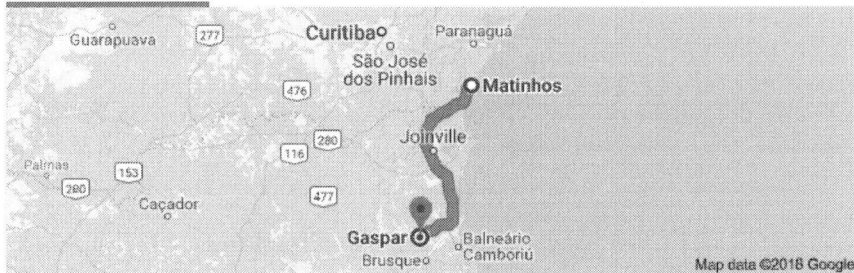 Guarapuava
277
Curitiba
Paranaguá
São José
dos Pinhais
476
Matinhos
280
Joinville
116
Palmas
153
280
477
Caçador
Gaspar
Balneário
Camboriú
Brusque
Map data ©2018 Google